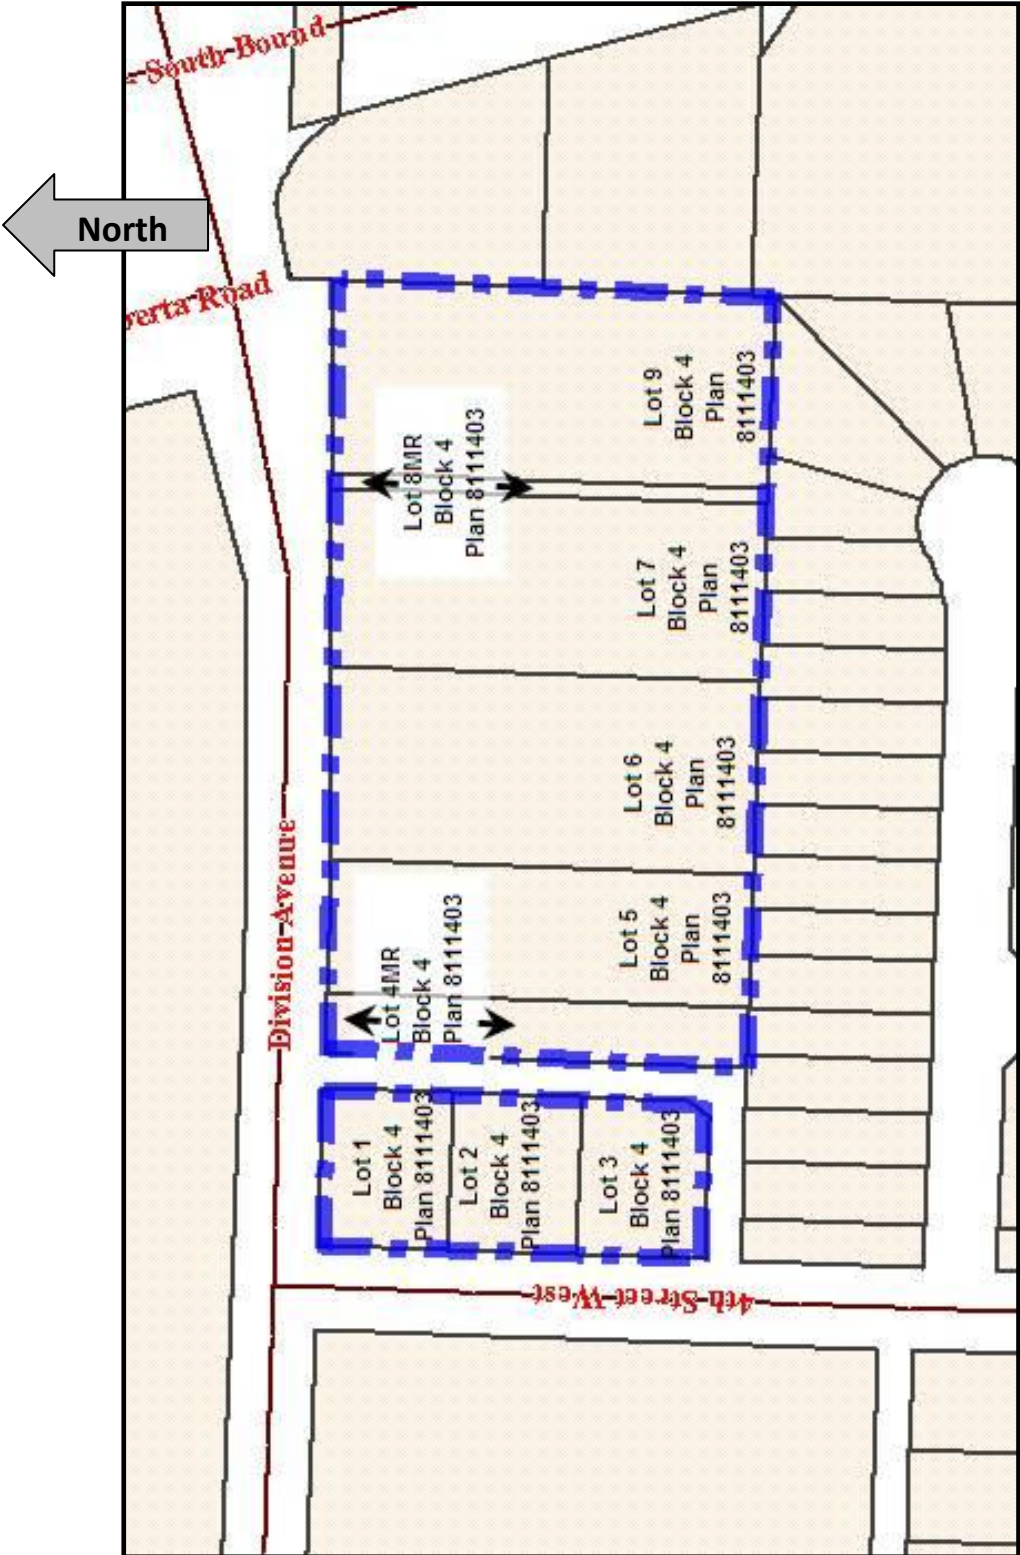 South Bound
North
verta Road
Lot 9
Block 4
Plan
8111403
Lot 8MR
Block 4
Plan 8111403
Lot 7
Block 4
Plan
8111403
Lot 6
Block 4
Plan
8111403
Division Avenue
Lot 5
Block 4
Plan
8111403
Lot 4MR
Block 4
Plan 8111403
Lot 1
Block 4
Plan 8111403
Lot 2
Block 4
Plan 8111403
Lot 3
Block 4
Plan 8111403
4th Street West